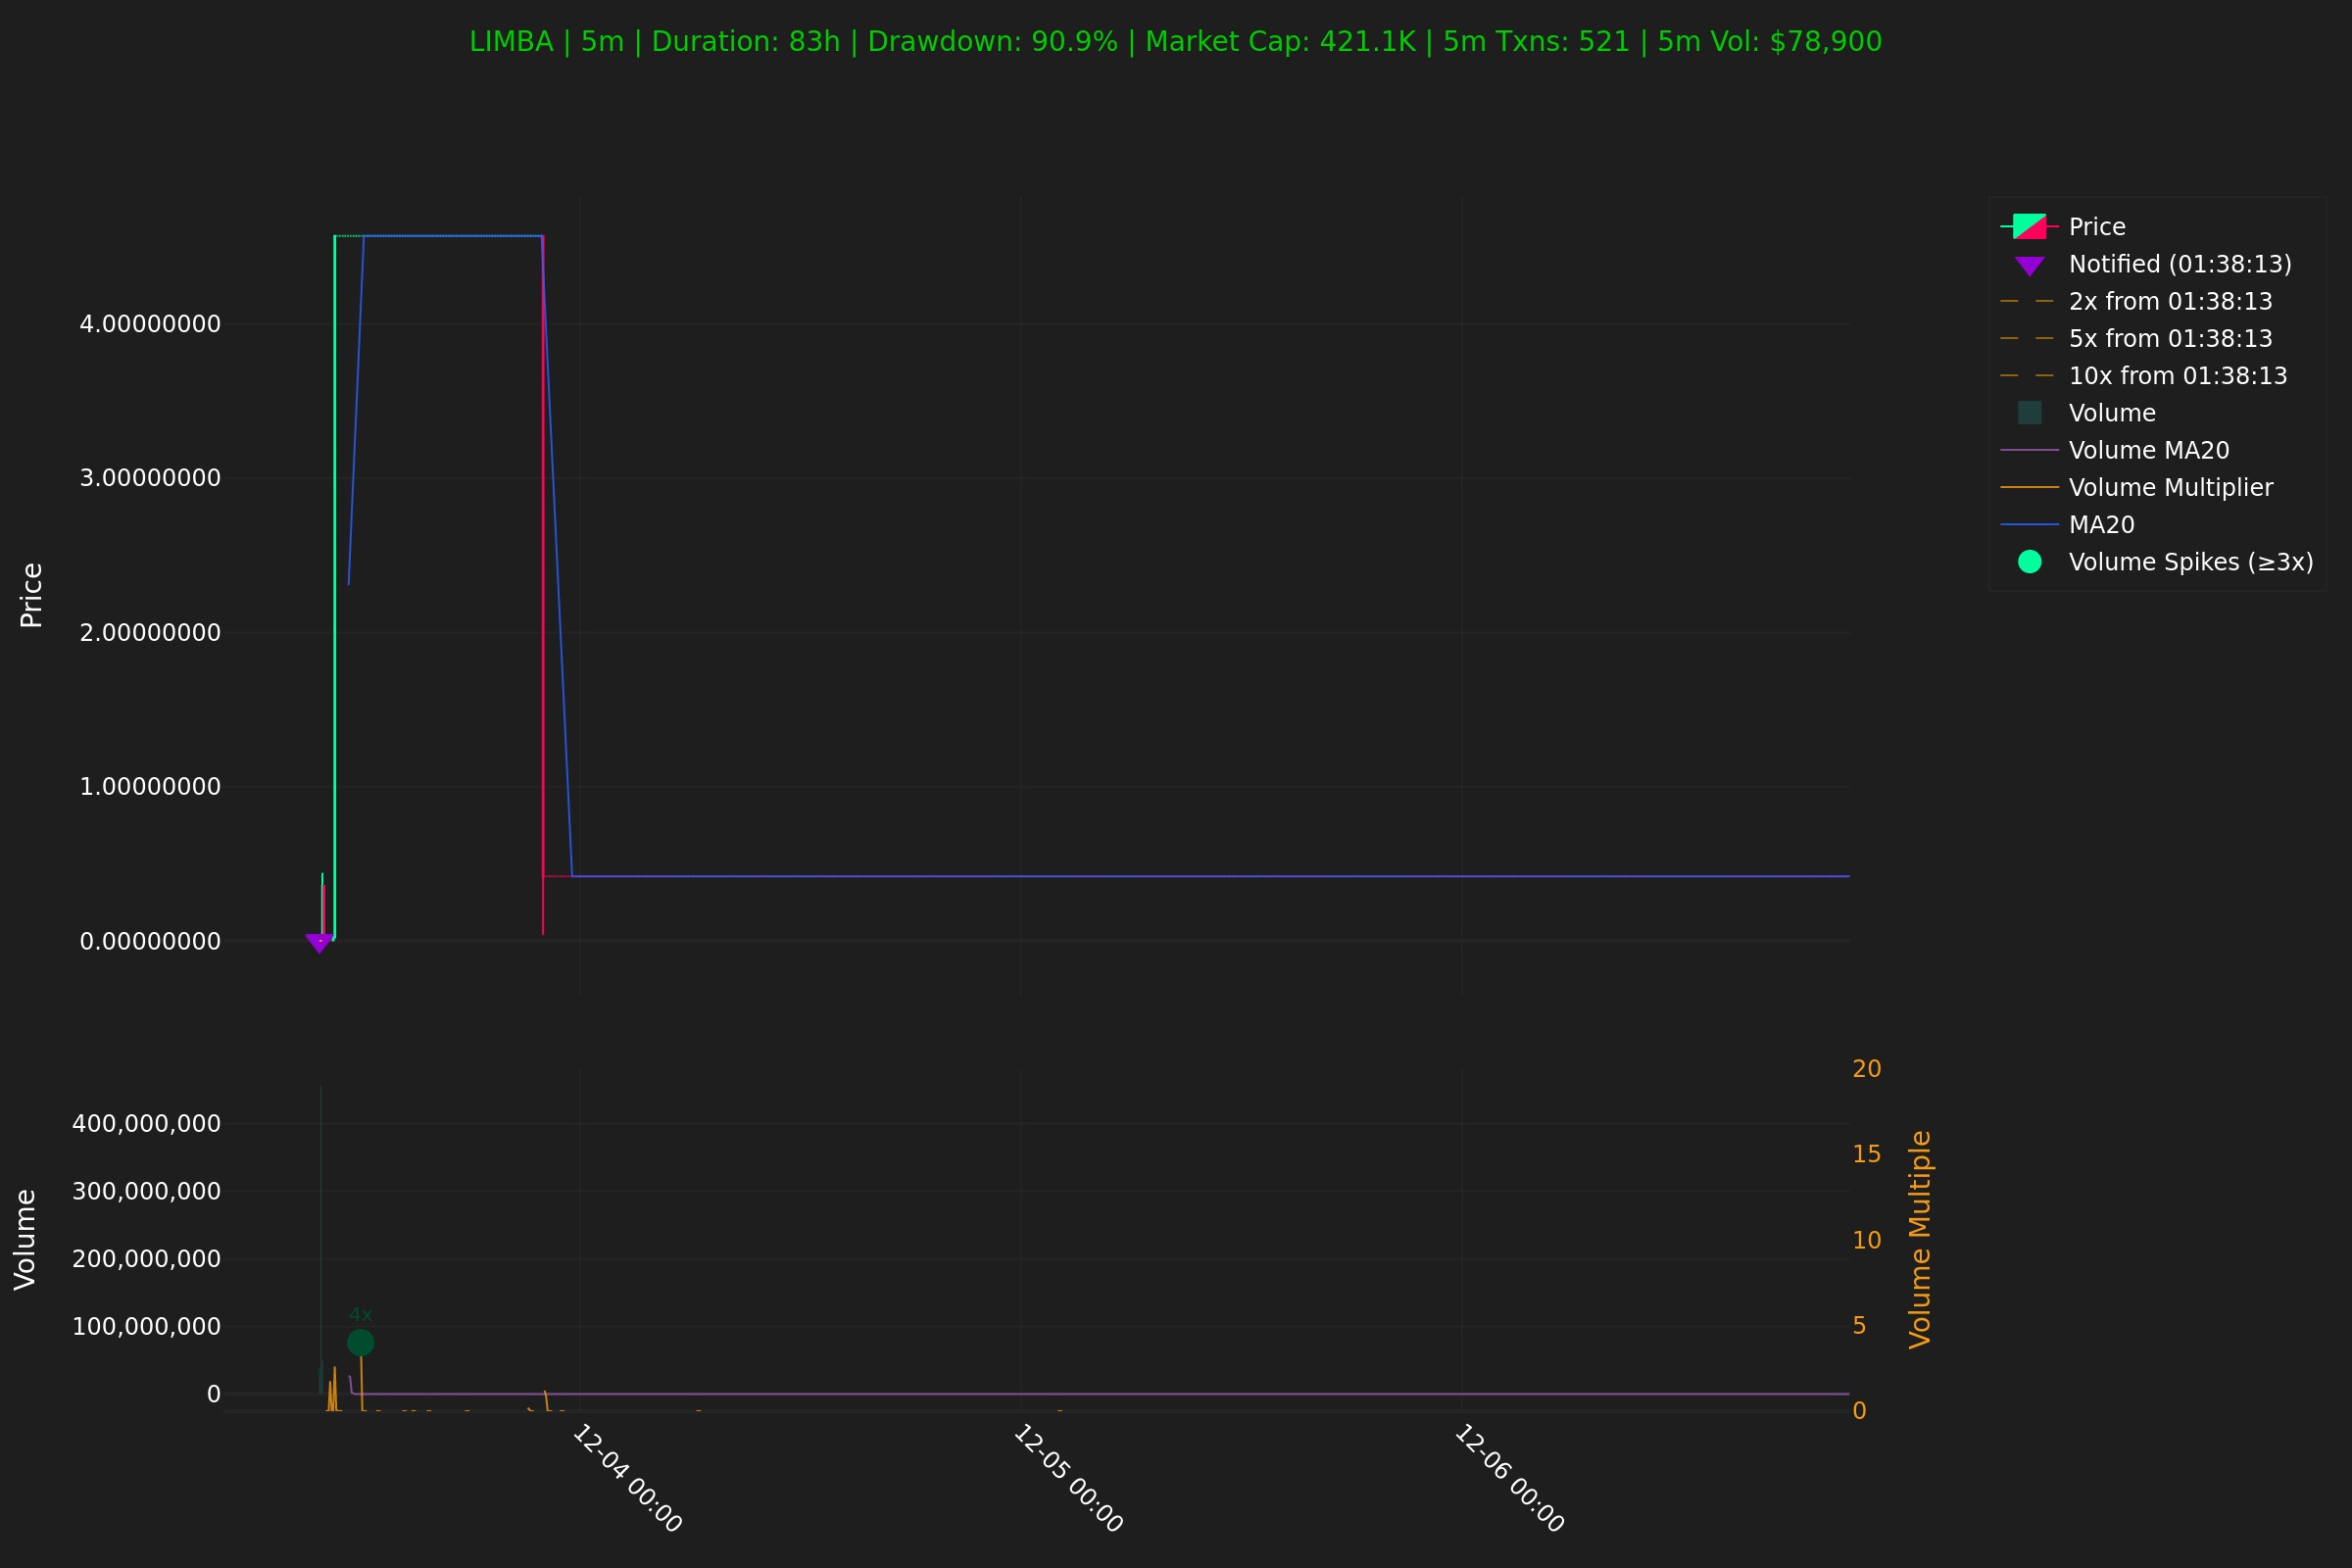 LIMBA | 5m | Duration: 83h | Drawdown: 90.9% | Market Cap: 421.1K | 5m Txns: 521 | 5m Vol: $78,900
Price
4.00000000
3.00000000
2.00000000
1.00000000
0.00000000
Price
Notified (01:38:13)
2x from 01:38:13
5x from 01:38:13
10x from 01:38:13
Volume
Volume MA20
Volume Multiplier
MA20
Volume Spikes (≥3x)
Volume
400,000,000
300,000,000
200,000,000
100,000,000
0
4x
20
15
10
5
0
Volume Multiple
12-04 00:00
12-05 00:00
12-06 00:00